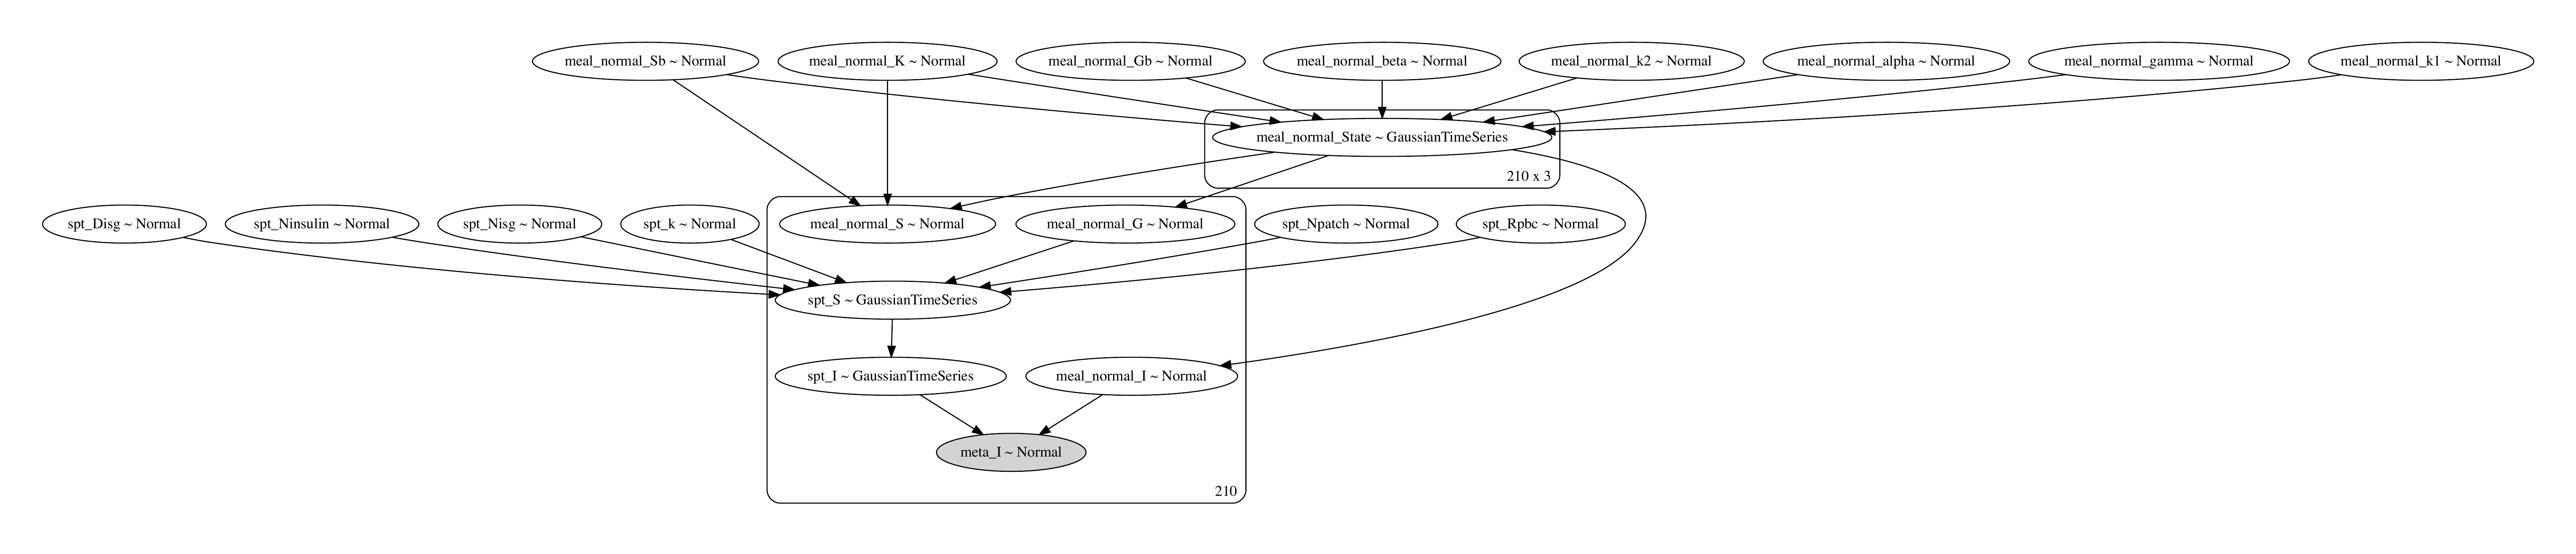 meal_normal_Sb ~ Normal
meal_normal_K ~ Normal
meal_normal_Gb ~ Normal
meal_normal_beta ~ Normal
meal_normal_k2 ~ Normal
meal_normal_alpha ~ Normal
meal_normal_gamma ~ Normal
meal_normal_k1 ~ Normal
meal_normal_State ~ GaussianTimeSeries
210 x 3
spt_Disg ~ Normal
spt_Ninsulin ~ Normal
spt_Nisg ~ Normal
spt_k ~ Normal
meal_normal_S ~ Normal
meal_normal_G ~ Normal
spt_Npatch ~ Normal
spt_Rpbc ~ Normal
spt_S ~ GaussianTimeSeries
spt_I ~ GaussianTimeSeries
meal_normal_I ~ Normal
meta_I ~ Normal
210